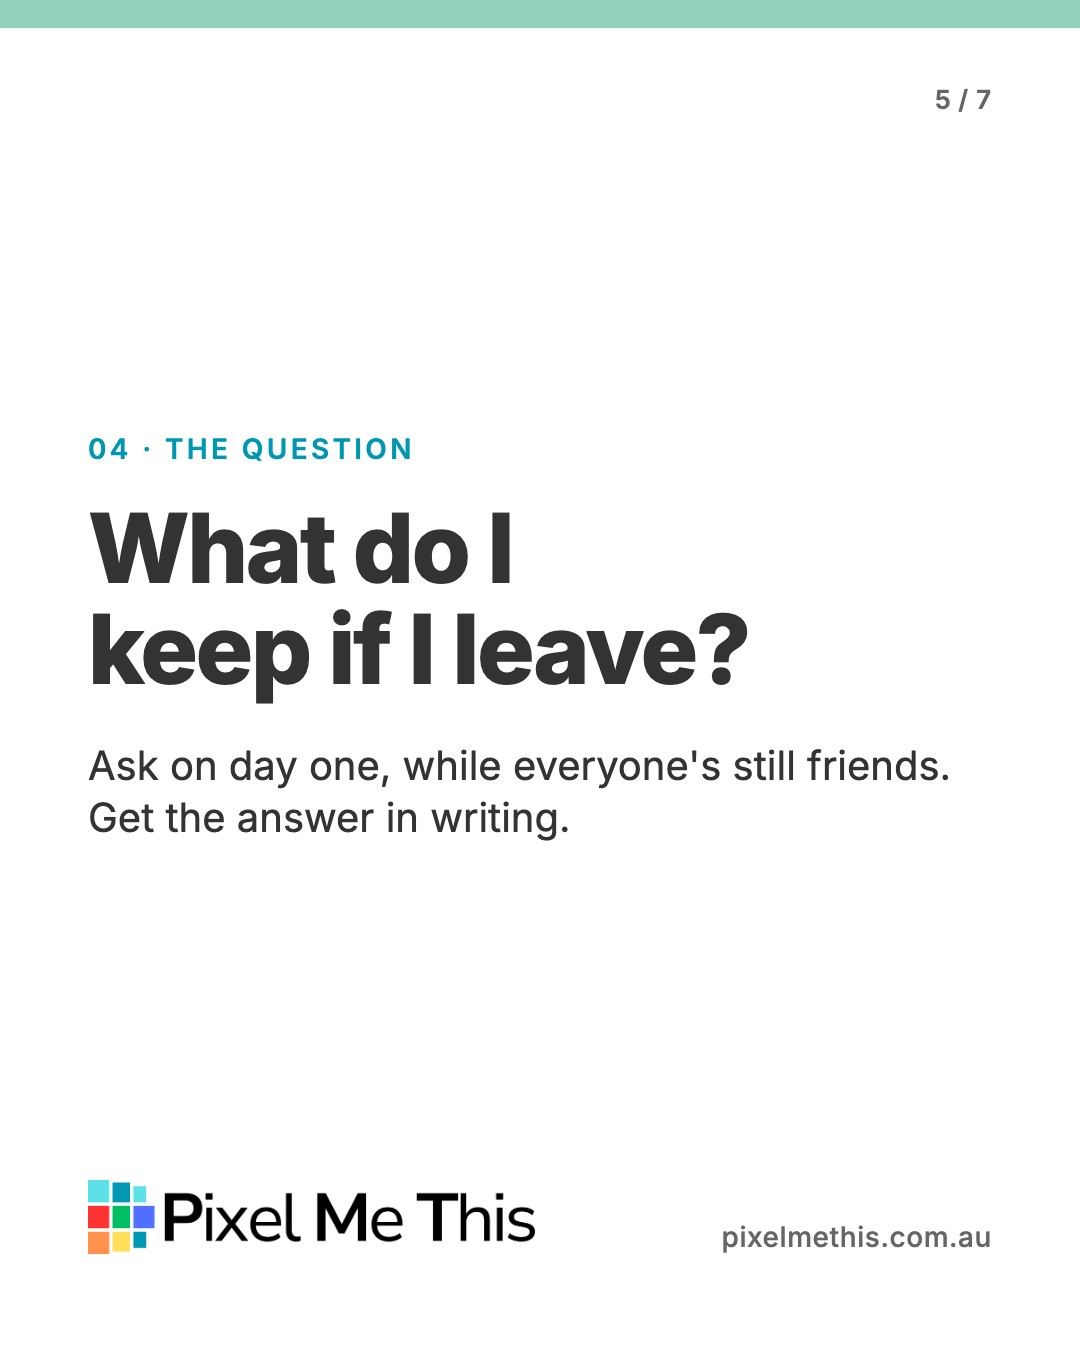 5 / 7
04 · THE QUESTION
What do I
keep if I leave?
Ask on day one, while everyone's still friends.
Get the answer in writing.
Pixel Me This
pixelmethis.com.au